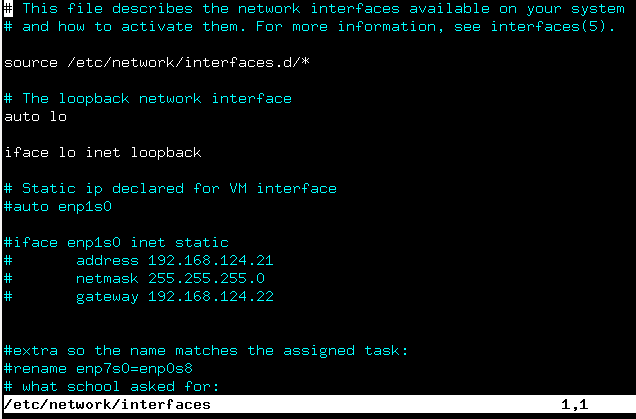 # This file describes the network interfaces available on your system
# and how to activate them. For more information, see interfaces(5).
source /etc/network/interfaces.d/*
# The loopback network interface
auto lo
iface lo inet loopback
# Static ip declared for VM interface
#auto enp1s0
#iface enp1s0 inet static
#       address 192.168.124.21
#       netmask 255.255.255.0
#       gateway 192.168.124.22
#extra so the name matches the assigned task:
#rename enp7s0=enp0s8
# what school asked for:
/etc/network/interfaces                                       1,1